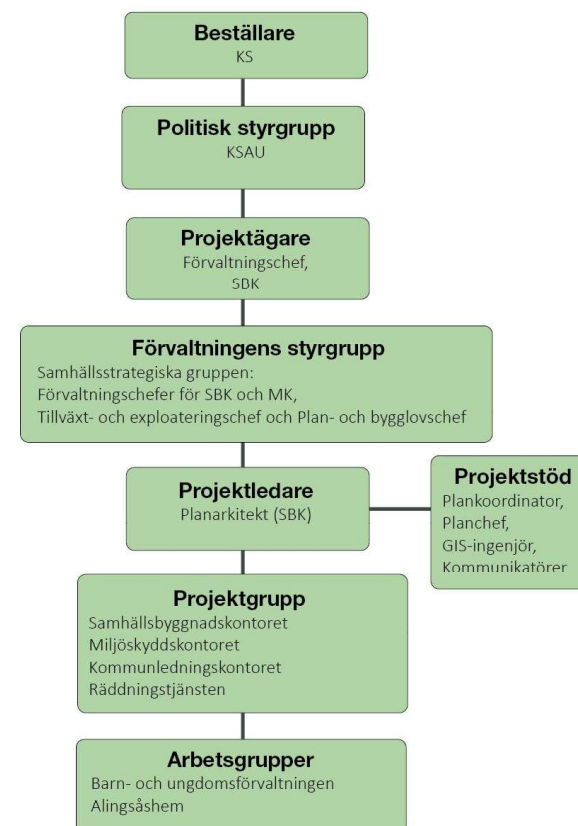 Beställare
KS
Politisk styrgrupp
KSAU
Projektägare
Förvaltningschef,
SBK
Förvaltningens styrgrupp
Samhällsstrategiska gruppen:
Förvaltningschefer för SBK och MK,
Tillväxt- och exploateringschef och Plan- och bygglovschef
Projektledare
Planarkitekt (SBK)
Projektstöd
Plankoordinator,
Planchef,
GIS-ingenjör,
Kommunikatörer
Projektgrupp
Samhällsbyggnadskontoret
Miljöskyddskontoret
Kommunledningskontoret
Räddningstjänsten
Arbetsgrupper
Barn- och ungdomsförvaltningen
Alingsåshem